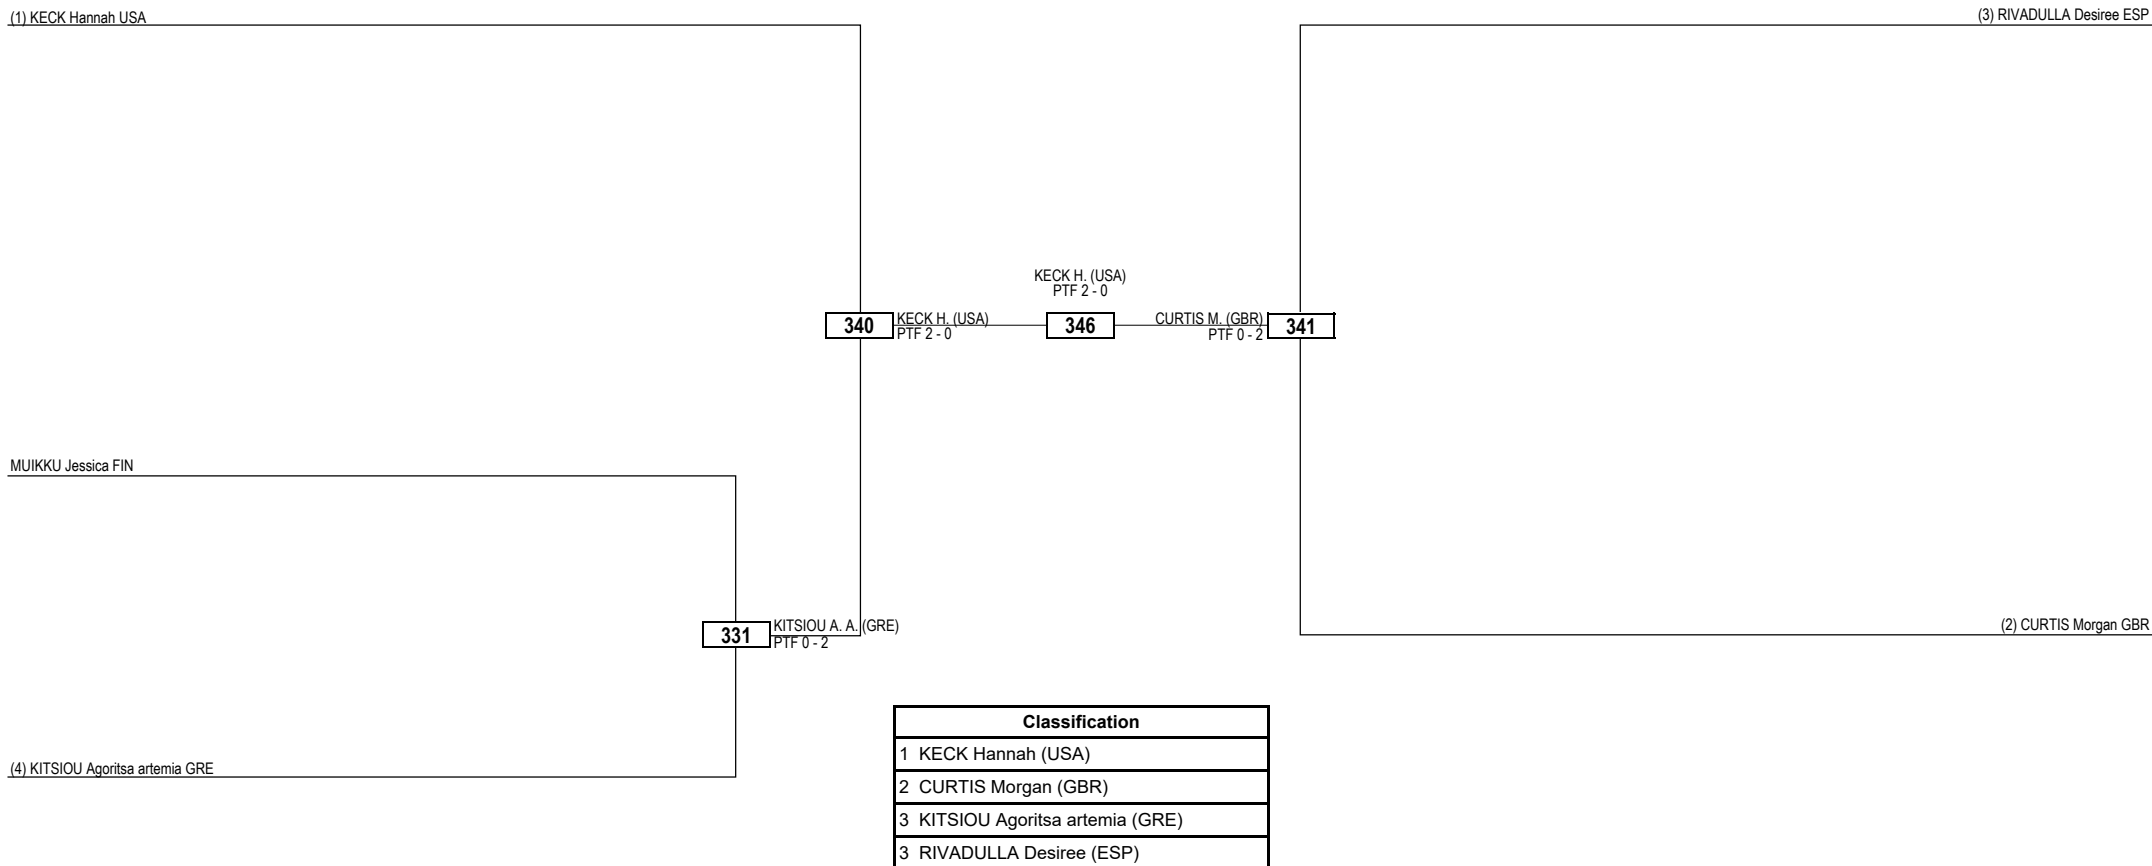 (1) KECK Hannah USA
(3) RIVADULLA Desiree ESP
KECK H. (USA)
PTF 2 - 0
340
KECK H. (USA)
PTF 2 - 0
346
CURTIS M. (GBR)
PTF 0 - 2
341
MUIKKU Jessica FIN
331
KITSIOU A. A. (GRE)
PTF 0 - 2
(2) CURTIS Morgan GBR
(4) KITSIOU Agoritsa artemia GRE
Classification
1 KECK Hannah (USA)
2 CURTIS Morgan (GBR)
3 KITSIOU Agoritsa artemia (GRE)
3 RIVADULLA Desiree (ESP)